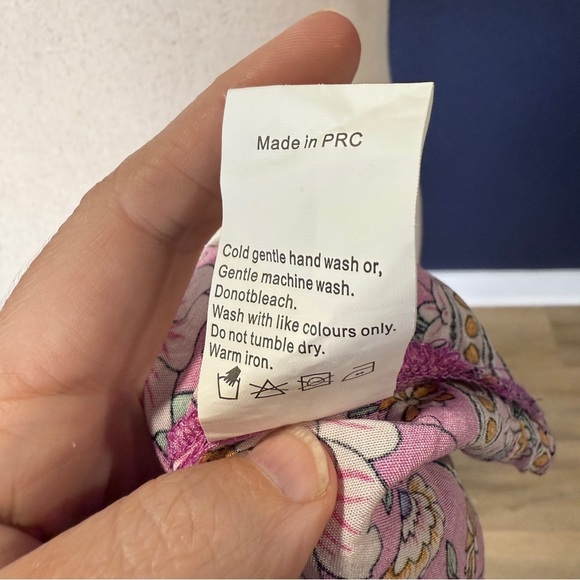 Made in PRC
Cold gentle hand wash or,
Gentle machine wash.
Donotbleach.
Wash with like colours only.
Do not tumble dry.
Warm iron.